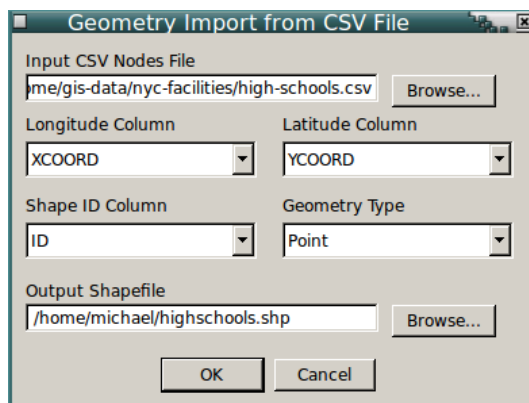 Geometry Import from CSV File
Input CSV Nodes File
ome/gis-data/nyc-facilities/high-schools.csv
Browse...
Longitude Column
Latitude Column
XCOORD
YCOORD
Shape ID Column
Geometry Type
ID
Point
Output Shapefile
/home/michael/highschools.shp
Browse...
OK
Cancel